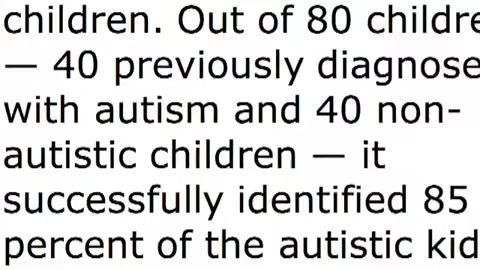 children. Out of 80 childre
— 40 previously diagnose
with autism and 40 non-
autistic children — it
successfully identified 85
percent of the autistic kid